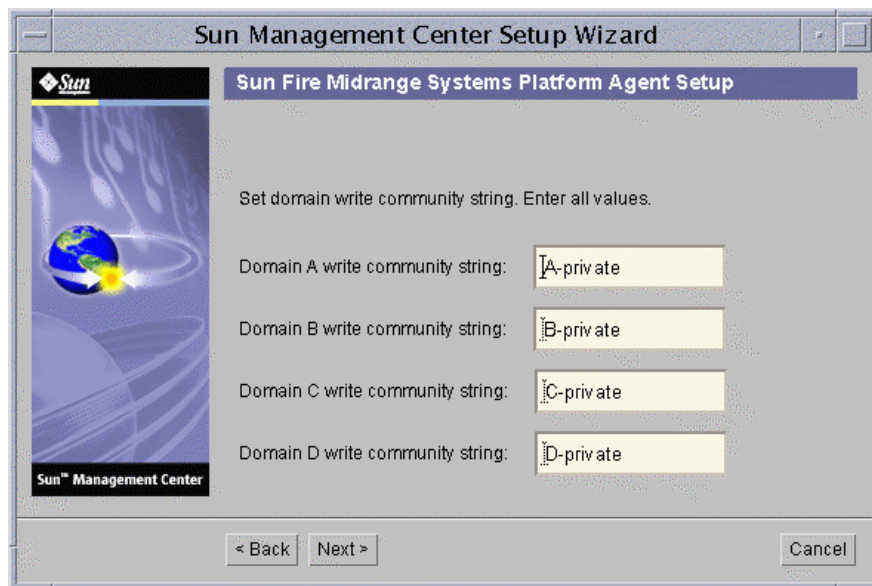 Sun Management Center Setup Wizard
Sun
Sun Fire Midrange Systems Platform Agent Setup
Set domain write community string. Enter all values.
Domain A write community string: A-private
Domain B write community string: B-private
Domain C write community string: C-private
Domain D write community string: D-private
Sun™ Management Center
< Back Next > Cancel